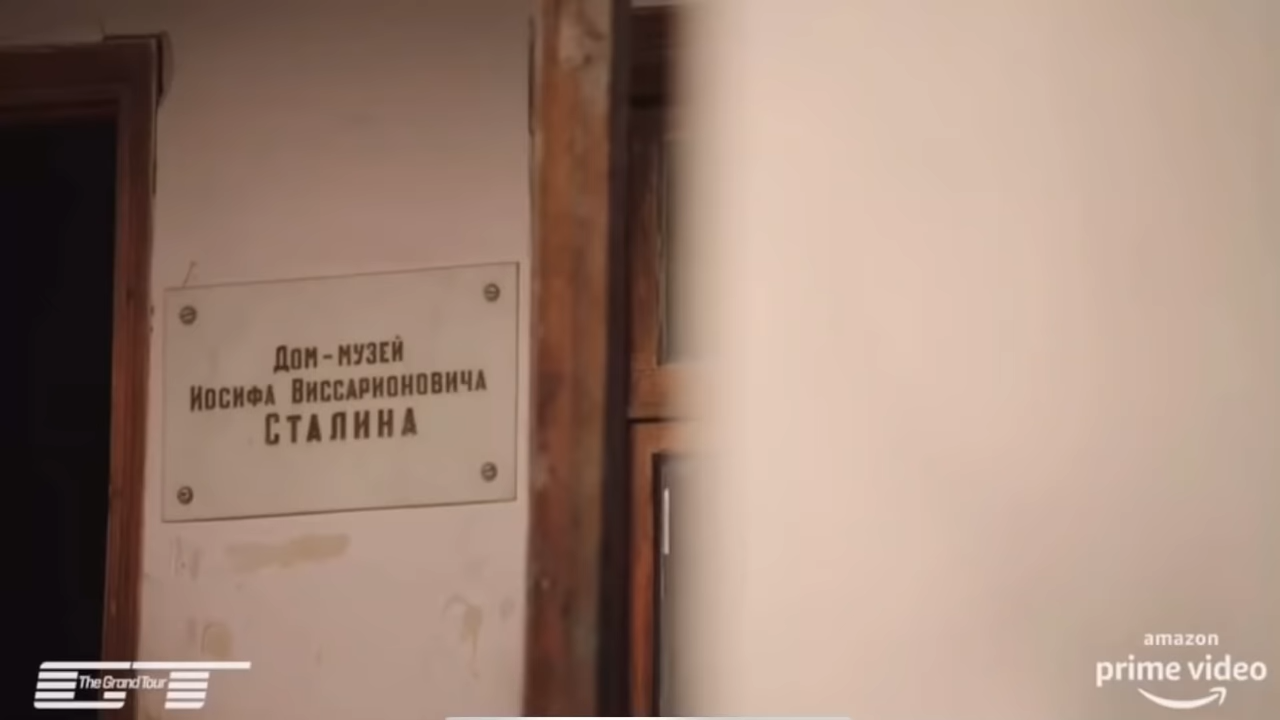 Дом-музей
Иосифа Виссарионовича
Сталина
The Grand Tour
amazon
prime video